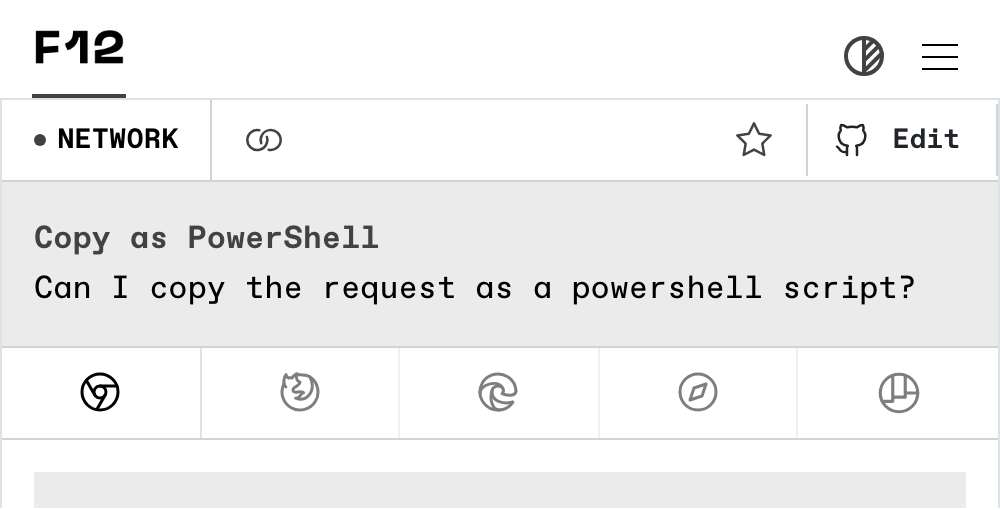 F12
NETWORK
Edit
Copy as PowerShell
Can I copy the request as a powershell script?